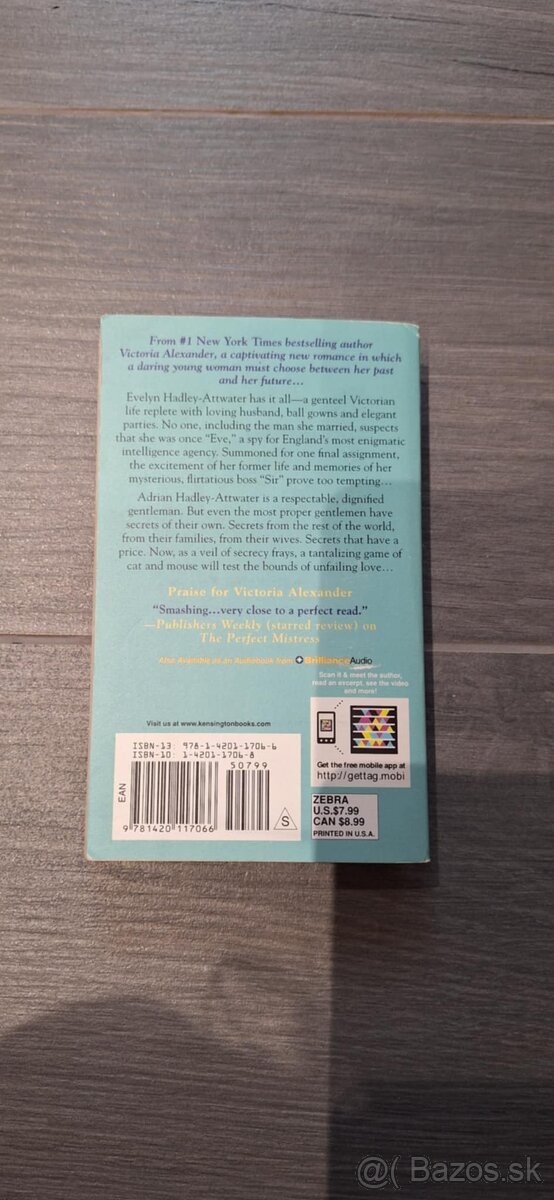 From #1 New York Times bestselling author
Victoria Alexander, a captivating new romance in which
a daring young woman must choose between her past
and her future...
Evelyn Hadley-Attwater has it all—a genteel Victorian
life replete with loving husband, ball gowns and elegant
parties. No one, including the man she married, suspects
that she was once "Eve," a spy for England's most enigmatic
intelligence agency. Summoned for one final assignment,
the excitement of her former life and memories of her
mysterious, flirtatious boss "Sir" prove too tempting...
Adrian Hadley-Attwater is a respectable, dignified
gentleman. But even the most proper gentlemen have
secrets of their own. Secrets from the rest of the world,
from their families, from their wives. Secrets that have a
price. Now, as a veil of secrecy frays, a tantalizing game of
cat and mouse will test the bounds of unfailing love...
Praise for Victoria Alexander
"Smashing...very close to a perfect read."
—Publishers Weekly (starred review) on
The Perfect Mistress
Also Available as an Audiobook from BrillianceAudio
Scan it & meet the author,
read an excerpt, see the video
and more!
Visit us at www.kensingtonbooks.com
Get the free mobile app at
http://gettag.mobi
ISBN-13: 978-1-4201-1706-6
ISBN-10: 1-4201-1706-8
50799
EAN
9 781420 117066
S
ZEBRA
U.S.$7.99
CAN $8.99
PRINTED IN U.S.A.
@( Bazos.sk